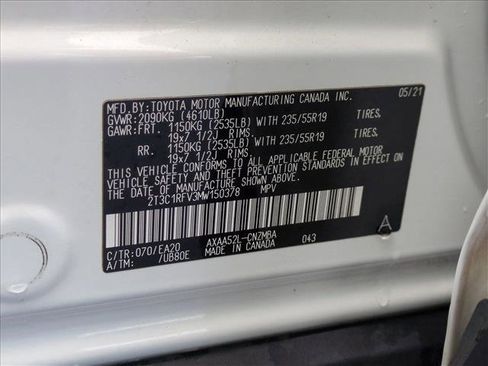 MFD.BY: TOYOTA MOTOR MANUFACTURING CANADA INC. 05/21
GVWR: 2090KG (4610LB)
GAWR: FRT. 1150KG (2535LB) WITH 235/55R19 TIRES,
19x7 1/2J RIMS.
RR. 1150KG (2535LB) WITH 235/55R19 TIRES,
19x7 1/2J RIMS.
THIS VEHICLE CONFORMS TO ALL APPLICABLE FEDERAL MOTOR
VEHICLE SAFETY AND THEFT PREVENTION STANDARDS IN EFFECT ON
THE DATE OF MANUFACTURE SHOWN ABOVE.
2T3C1RFV3MW150378 MPV
C/TR: 070/EA20 AXAA52L-CNZMBA 043
A/TM: /UB80E MADE IN CANADA
A